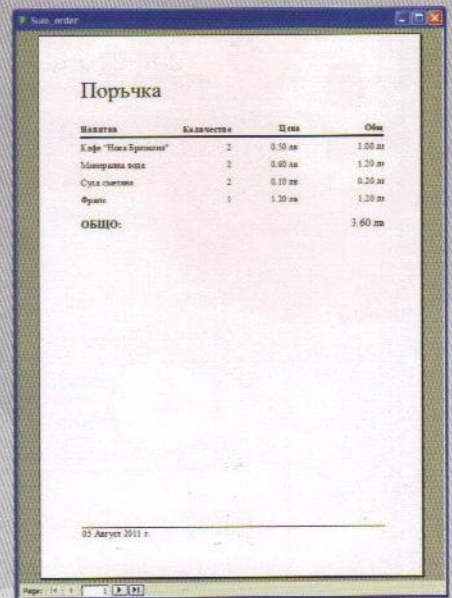 Sum_order
Поръчка
Напитка Количество Цена Общ
Кафе "Нова Бразилия" 2 0.50 лв 1.00 лв
Минерална вода 2 0.60 лв 1.20 лв
Суха сметана 2 0.10 лв 0.20 лв
Фрапе 1 1.20 лв 1.20 лв
ОБЩО: 3.60 лв
05 Август 2011 г.
Page: 1